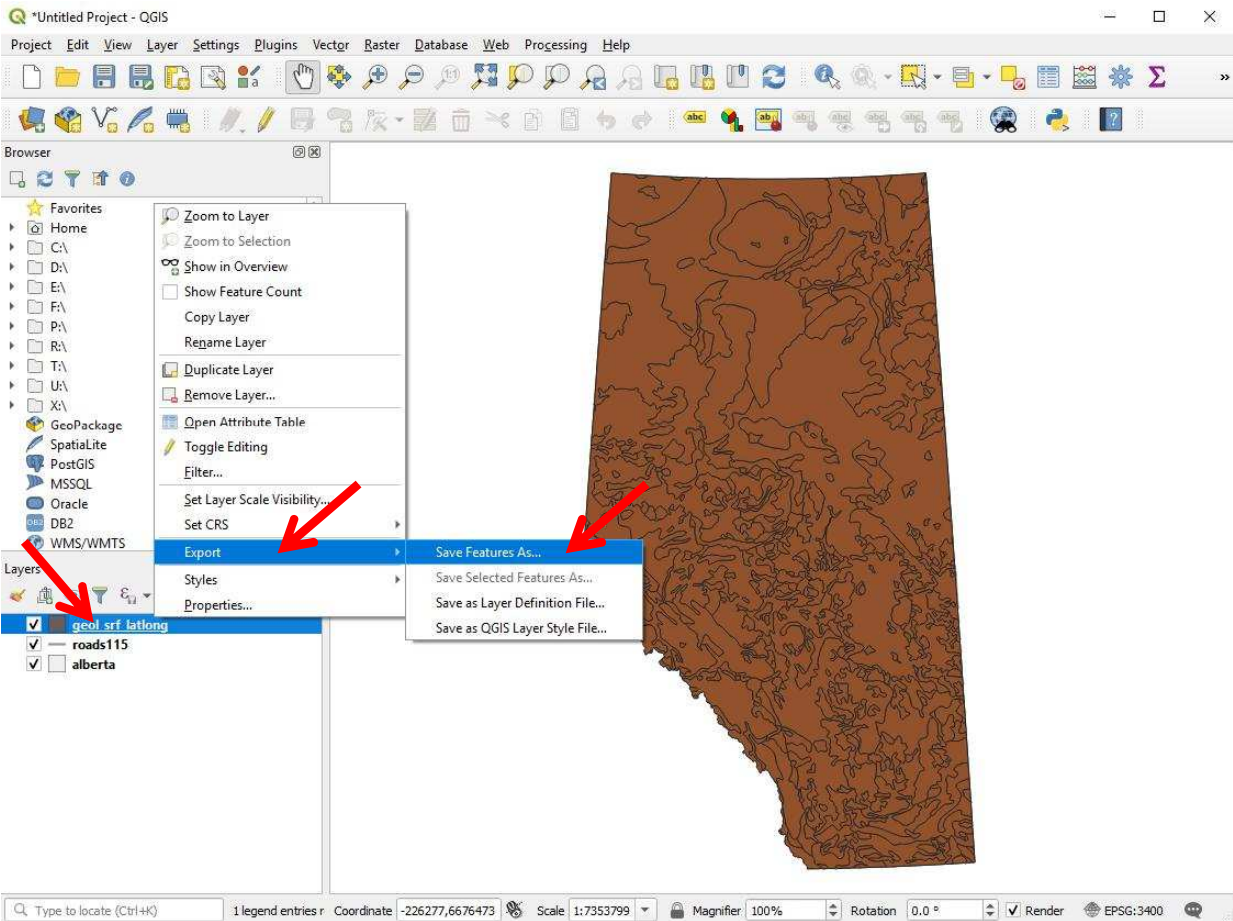 *Untitled Project - QGIS
Project Edit View Layer Settings Plugins Vector Raster Database Web Processing Help
Browser
Favorites
Home
C:\
D:\
E:\
F:\
P:\
R:\
T:\
U:\
X:\
GeoPackage
SpatiaLite
PostGIS
MSSQL
Oracle
DB2
WMS/WMTS
Zoom to Layer
Zoom to Selection
Show in Overview
Show Feature Count
Copy Layer
Rename Layer
Duplicate Layer
Remove Layer...
Open Attribute Table
Toggle Editing
Filter...
Set Layer Scale Visibility...
Set CRS
Export
Styles
Properties...
Save Features As...
Save Selected Features As...
Save as Layer Definition File...
Save as QGIS Layer Style File...
Layers
geol_srf_latlong
roads115
alberta
Type to locate (Ctrl+K) 1 legend entries r Coordinate -226277,6676473 Scale 1:7353799 Magnifier 100% Rotation 0.0 ° Render EPSG:3400